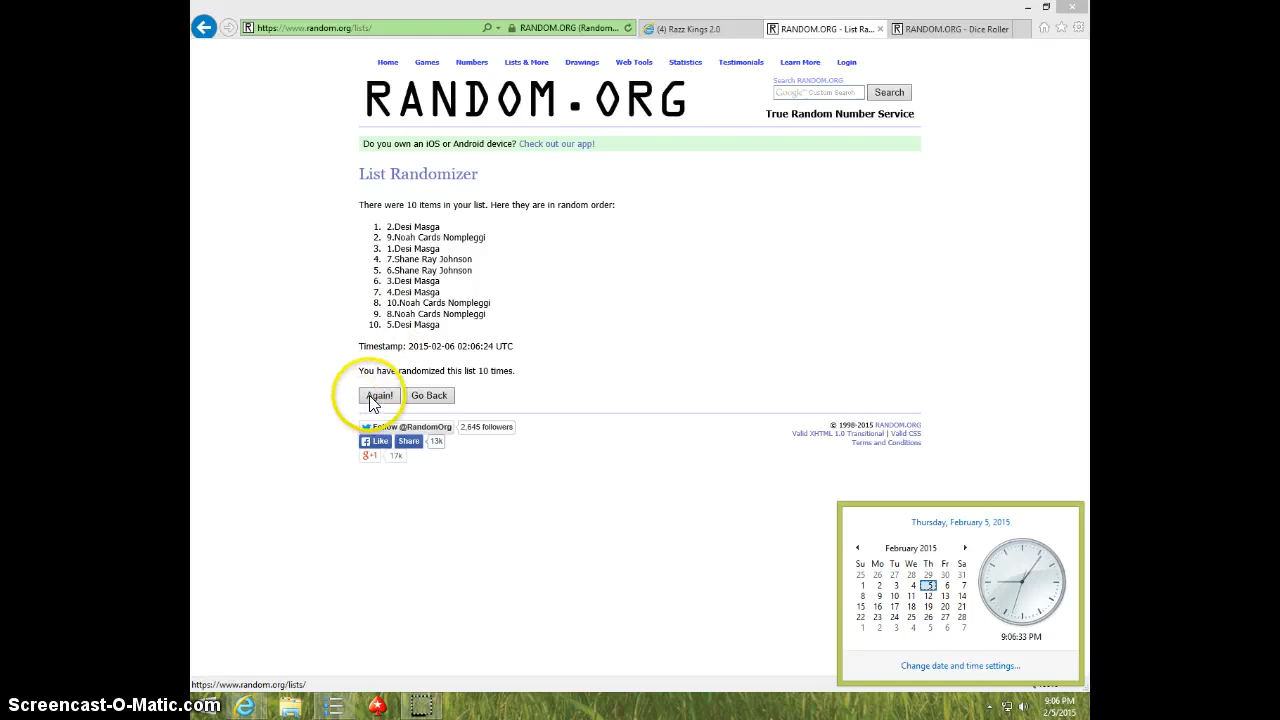 https://www.random.org/lists/
RANDOM.ORG (Random...
(4) Razz Kings 2.0
RANDOM.ORG - List Ra...
RANDOM.ORG - Dice Roller
Home Games Numbers Lists & More Drawings Web Tools Statistics Testimonials Learn More Login
RANDOM.ORG
Search RANDOM.ORG
Google Custom Search
Search
True Random Number Service
Do you own an iOS or Android device? Check out our app!
List Randomizer
There were 10 items in your list. Here they are in random order:
1. 2.Desi Masga
2. 9.Noah Cards Nompleggi
3. 1.Desi Masga
4. 7.Shane Ray Johnson
5. 6.Shane Ray Johnson
6. 3.Desi Masga
7. 4.Desi Masga
8. 10.Noah Cards Nompleggi
9. 8.Noah Cards Nompleggi
10. 5.Desi Masga
Timestamp: 2015-02-06 02:06:24 UTC
You have randomized this list 10 times.
Again! Go Back
Follow @RandomOrg 2,645 followers
Like Share 13k
g+1 17k
© 1998-2015 RANDOM.ORG
Valid XHTML 1.0 Transitional | Valid CSS
Terms and Conditions
Thursday, February 5, 2015
February 2015
Su Mo Tu We Th Fr Sa
25 26 27 28 29 30 31
1 2 3 4 5 6 7
8 9 10 11 12 13 14
15 16 17 18 19 20 21
22 23 24 25 26 27 28
1 2 3 4 5 6 7
9:06:33 PM
Change date and time settings...
https://www.random.org/lists/
9:06 PM
2/5/2015
Screencast-O-Matic.com